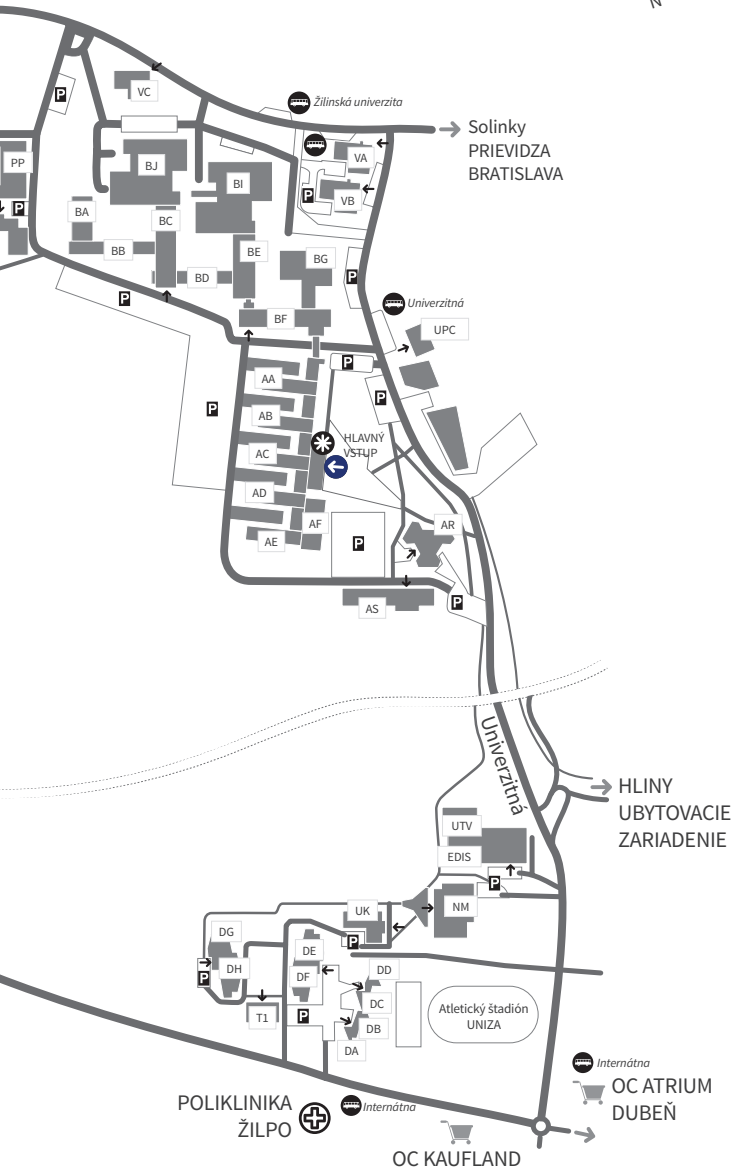 N
VC
P
Žilinská univerzita
Solinky
PRIEVIDZA
BRATISLAVA
PP
BJ
VA
BI
P
VB
P
BA
BC
BB
BE
BG
BD
P
P
Univerzitná
BF
UPC
P
AA
P
P
AB
HLAVNÝ
VSTUP
AC
AD
AF
AR
AE
P
AS
P
Univerzitná
HLINY
UBYTOVACIE
ZARIADENIE
UTV
EDIS
P
NM
UK
DG
DE
P
DH
P
DF
DD
DC
T1
P
DB
DA
Atletický štadión
UNIZA
Internátna
OC ATRIUM
DUBEŇ
POLIKLINIKA
ŽILPO
Internátna
OC KAUFLAND